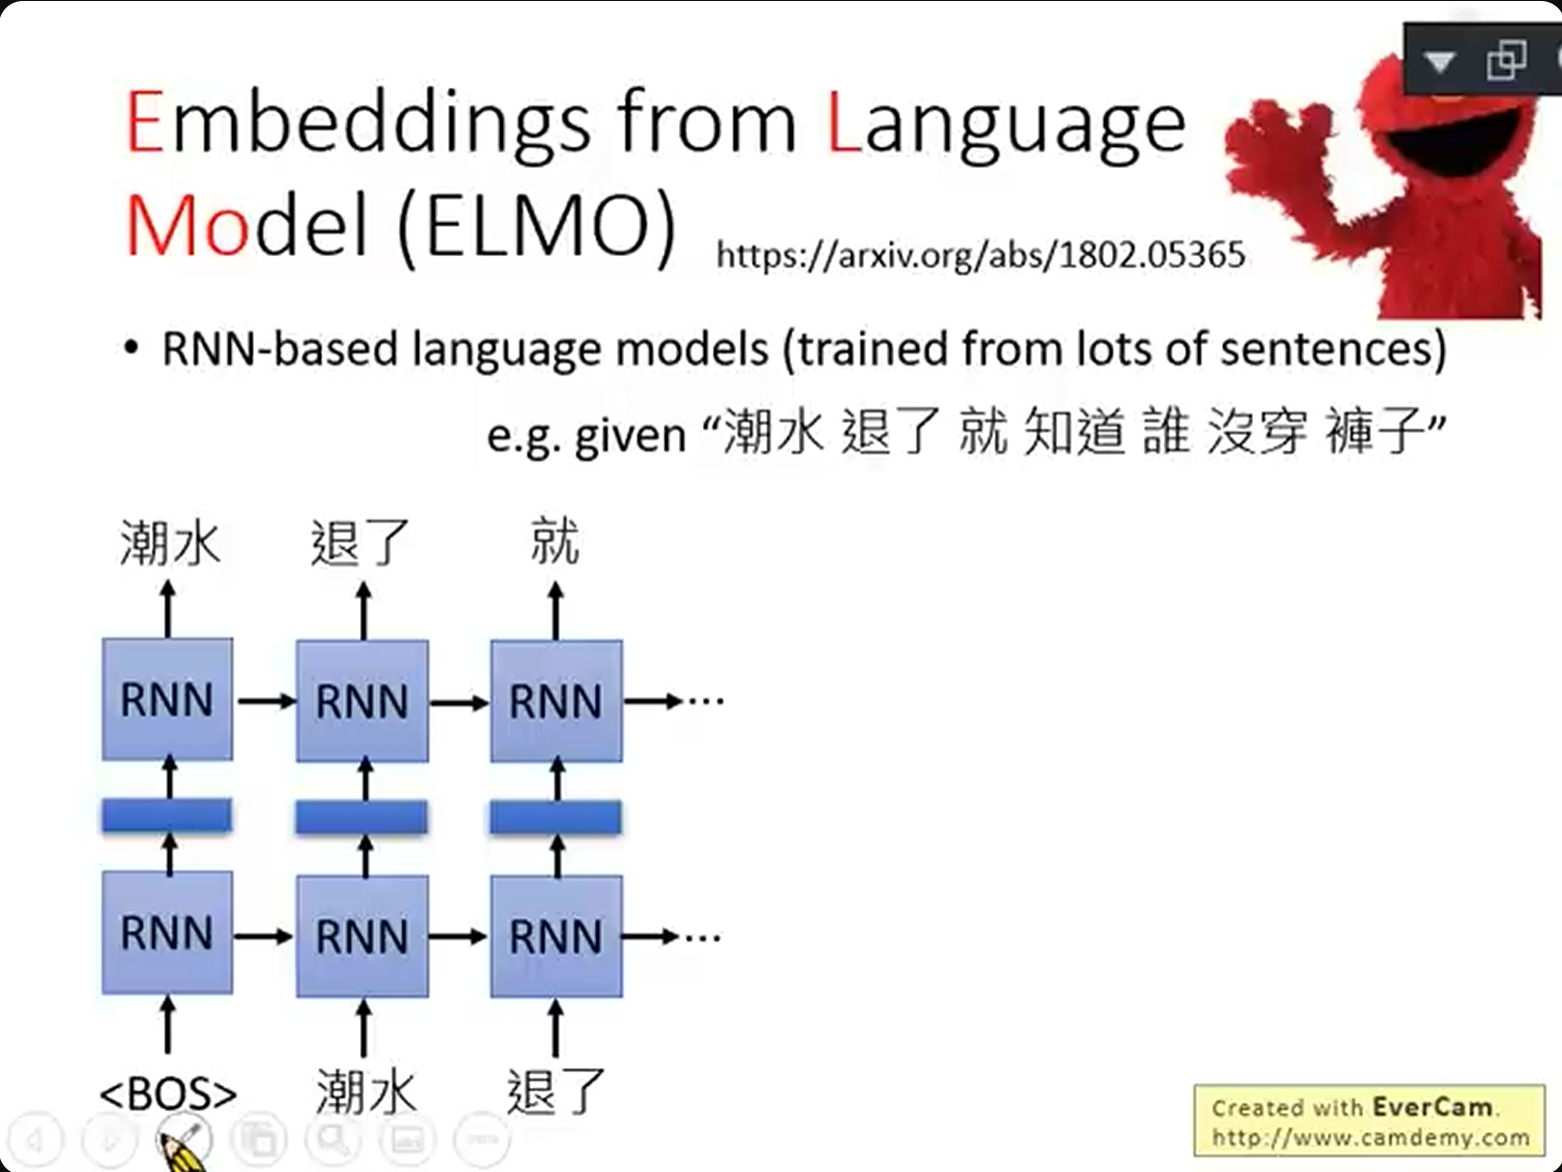 Embeddings from Language
Model (ELMO) https://arxiv.org/abs/1802.05365
• RNN-based language models (trained from lots of sentences)
e.g. given “潮水 退了 就 知道 誰 沒穿 褲子”
潮水 退了 就
RNN RNN RNN ...
RNN RNN RNN ...
<BOS> 潮水 退了
Created with EverCam.
http://www.camdemy.com